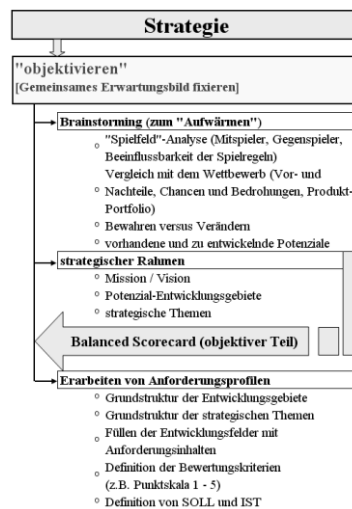 Strategie
"objektivieren"
[Gemeinsames Erwartungsbild fixieren]
Brainstorming (zum "Aufwärmen")
° "Spielfeld"-Analyse (Mitspieler, Gegenspieler,
Beeinflussbarkeit der Spielregeln)
Vergleich mit dem Wettbewerb (Vor- und
° Nachteile, Chancen und Bedrohungen, Produkt-
Portfolio)
° Bewahren versus Verändern
° vorhandene und zu entwickelnde Potenziale
strategischer Rahmen
° Mission / Vision
° Potenzial-Entwicklungsgebiete
° strategische Themen
Balanced Scorecard (objektiver Teil)
Erarbeiten von Anforderungsprofilen
° Grundstruktur der Entwicklungsgebiete
° Grundstruktur der strategischen Themen
° Füllen der Entwicklungsfelder mit
Anforderungsinhalten
° Definition der Bewertungskriterien
(z.B. Punktskala 1 - 5)
° Definition von SOLL und IST